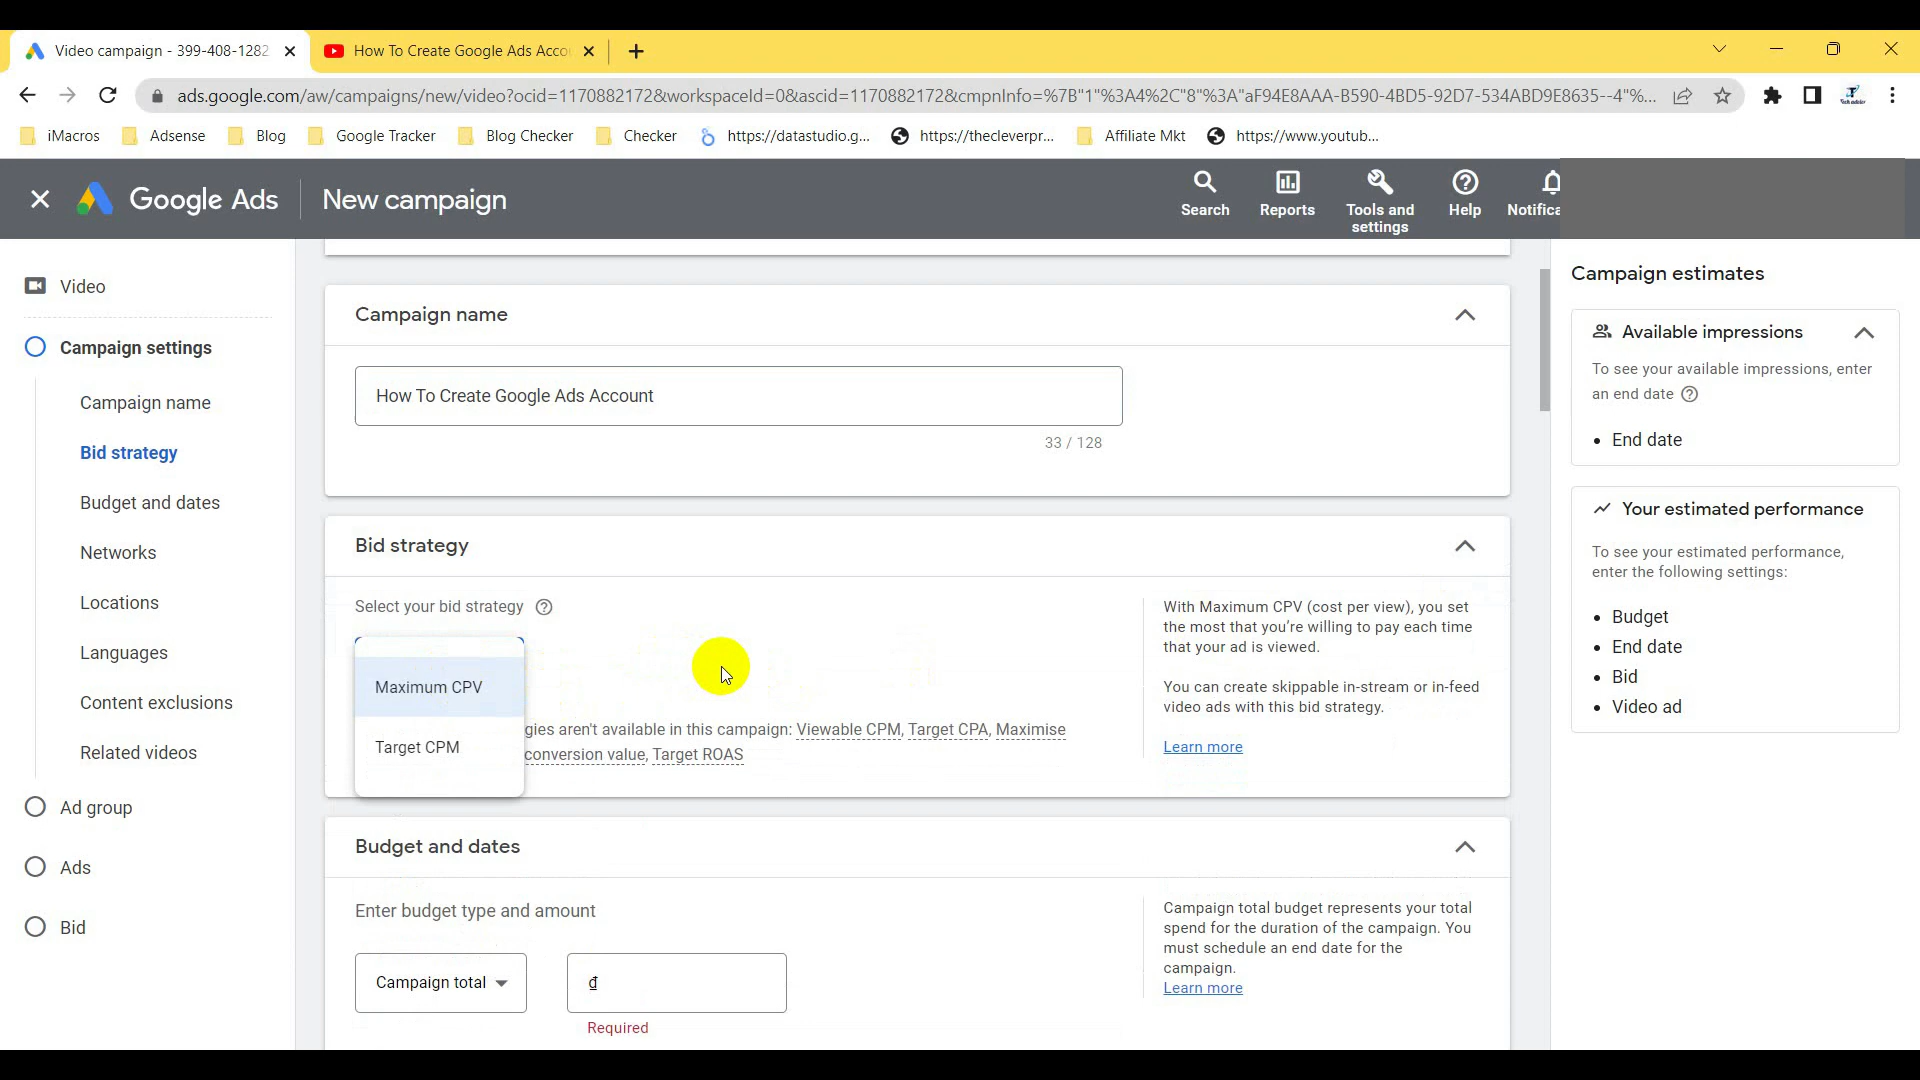 Video campaign - 399-408-1282
How To Create Google Ads Acco
ads.google.com/aw/campaigns/new/video?ocid=1170882172&workspaceId=0&ascid=1170882172&cmpnInfo=%7B"1"%3A4%2C"8"%3A"aF94E8AAA-B590-4BD5-92D7-534ABD9E8635--4"%...
iMacros
Adsense
Blog
Google Tracker
Blog Checker
Checker
https://datastudio.g...
https://thecleverpr...
Affiliate Mkt
https://www.youtub...
Google Ads
New campaign
Search
Reports
Tools and
settings
Help
Notifica
Video
Campaign settings
Campaign name
Bid strategy
Budget and dates
Networks
Locations
Languages
Content exclusions
Related videos
Ad group
Ads
Bid
Campaign name
How To Create Google Ads Account
33 / 128
Bid strategy
Select your bid strategy
Maximum CPV
Target CPM
gies aren't available in this campaign: Viewable CPM, Target CPA, Maximise
conversion value, Target ROAS
With Maximum CPV (cost per view), you set
the most that you're willing to pay each time
that your ad is viewed.
You can create skippable in-stream or in-feed
video ads with this bid strategy.
Learn more
Budget and dates
Enter budget type and amount
Campaign total
₫
Required
Campaign total budget represents your total
spend for the duration of the campaign. You
must schedule an end date for the
campaign.
Learn more
Campaign estimates
Available impressions
To see your available impressions, enter
an end date
• End date
Your estimated performance
To see your estimated performance,
enter the following settings:
• Budget
• End date
• Bid
• Video ad